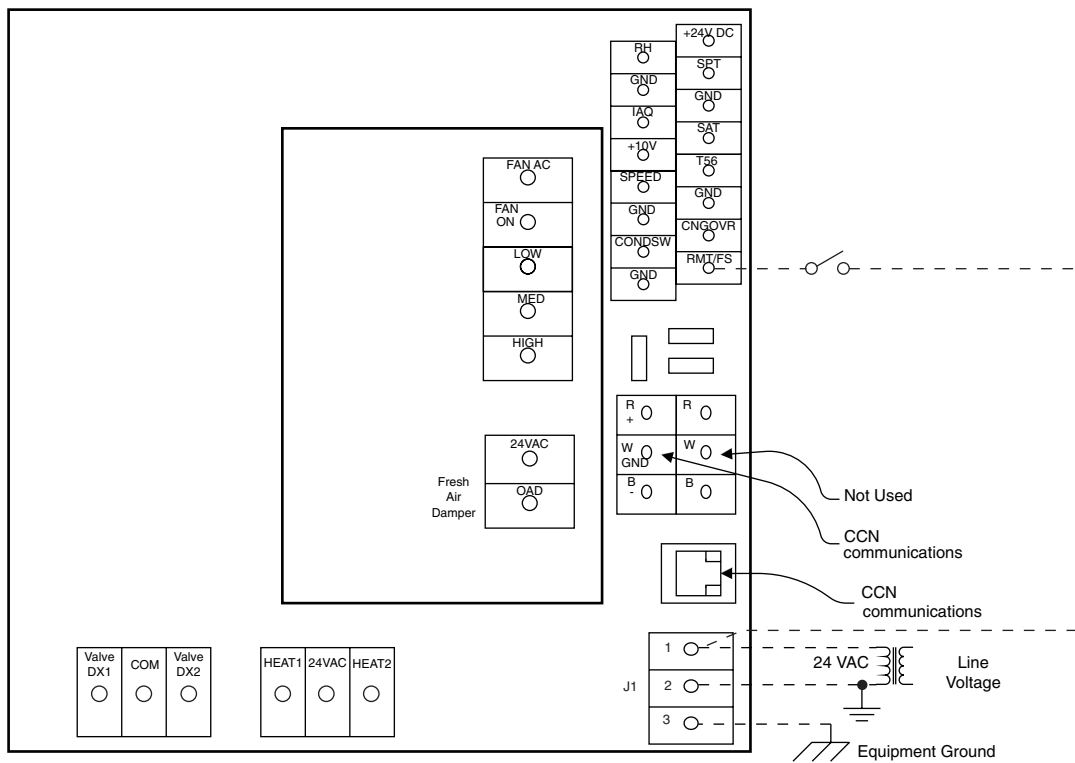 +24V DC
RH
SPT
GND
GND
IAQ
SAT
+10V
T56
SPEED
GND
GND
CNGOVR
CONDSW
RMT/FS
GND
FAN AC
FAN
ON
LOW
MED
HIGH
R
+
R
W
GND
W
B
-
B
24VAC
OAD
Fresh
Air
Damper
Not Used
CCN
communications
CCN
communications
Valve
DX1
COM
Valve
DX2
HEAT1
24VAC
HEAT2
J1
1
2
3
24 VAC
Line
Voltage
Equipment Ground